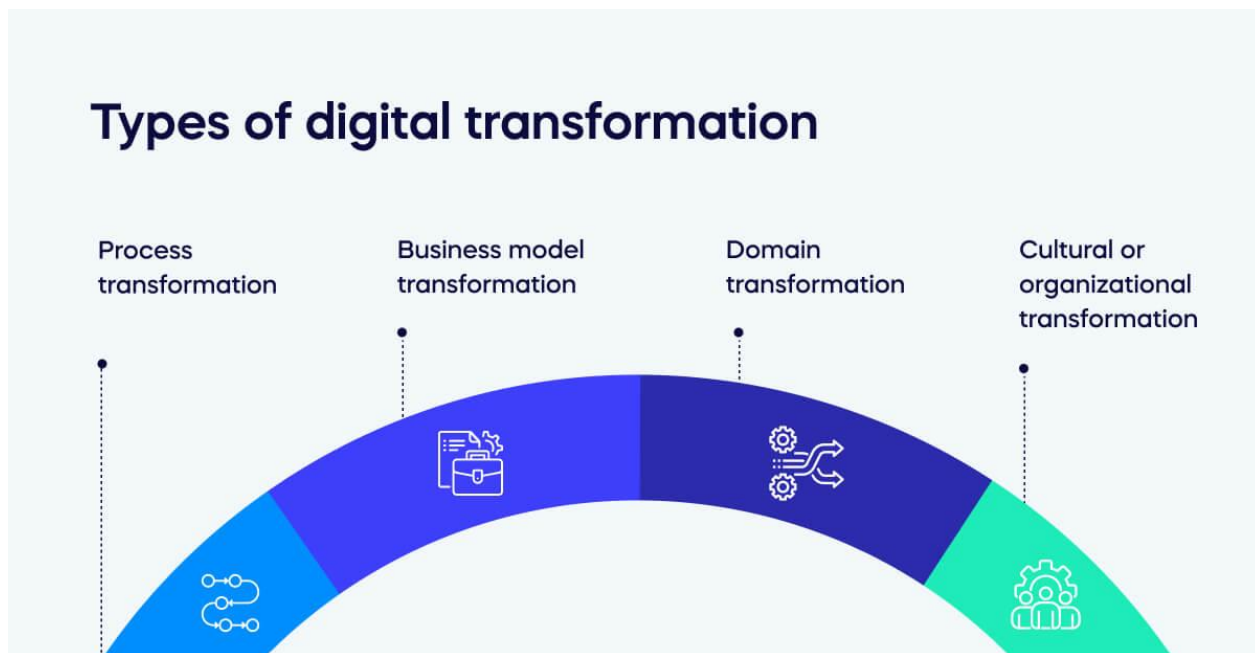 Types of digital transformation
Process
transformation
Business model
transformation
Domain
transformation
Cultural or
organizational
transformation